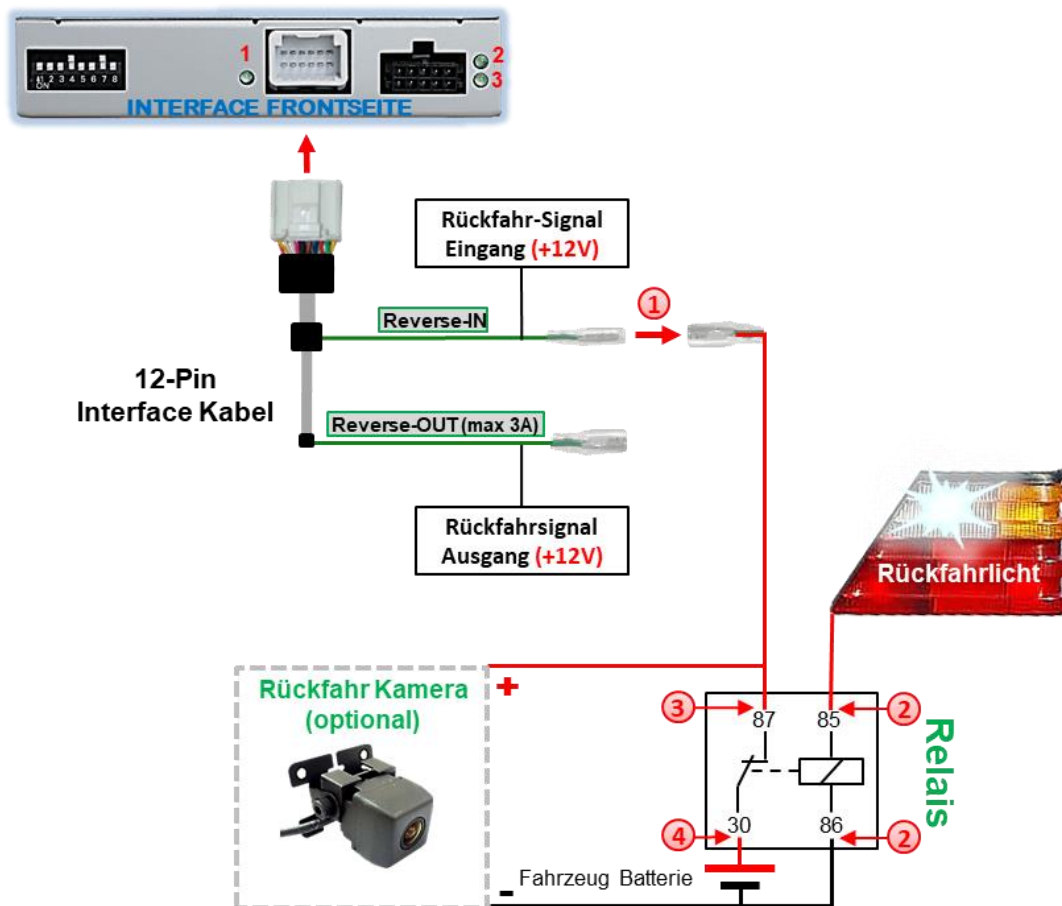 1
2
3
1 2 3 4 5 6 7 8
ON
INTERFACE FRONTSEITE
Rückfahr-Signal
Eingang (+12V)
Reverse-IN
1
12-Pin
Interface Kabel
Reverse-OUT (max 3A)
Rückfahrsignal
Ausgang (+12V)
Rückfahrlicht
Rückfahr Kamera
(optional)
+
3
87
85
2
Relais
4
30
86
2
- Fahrzeug Batterie